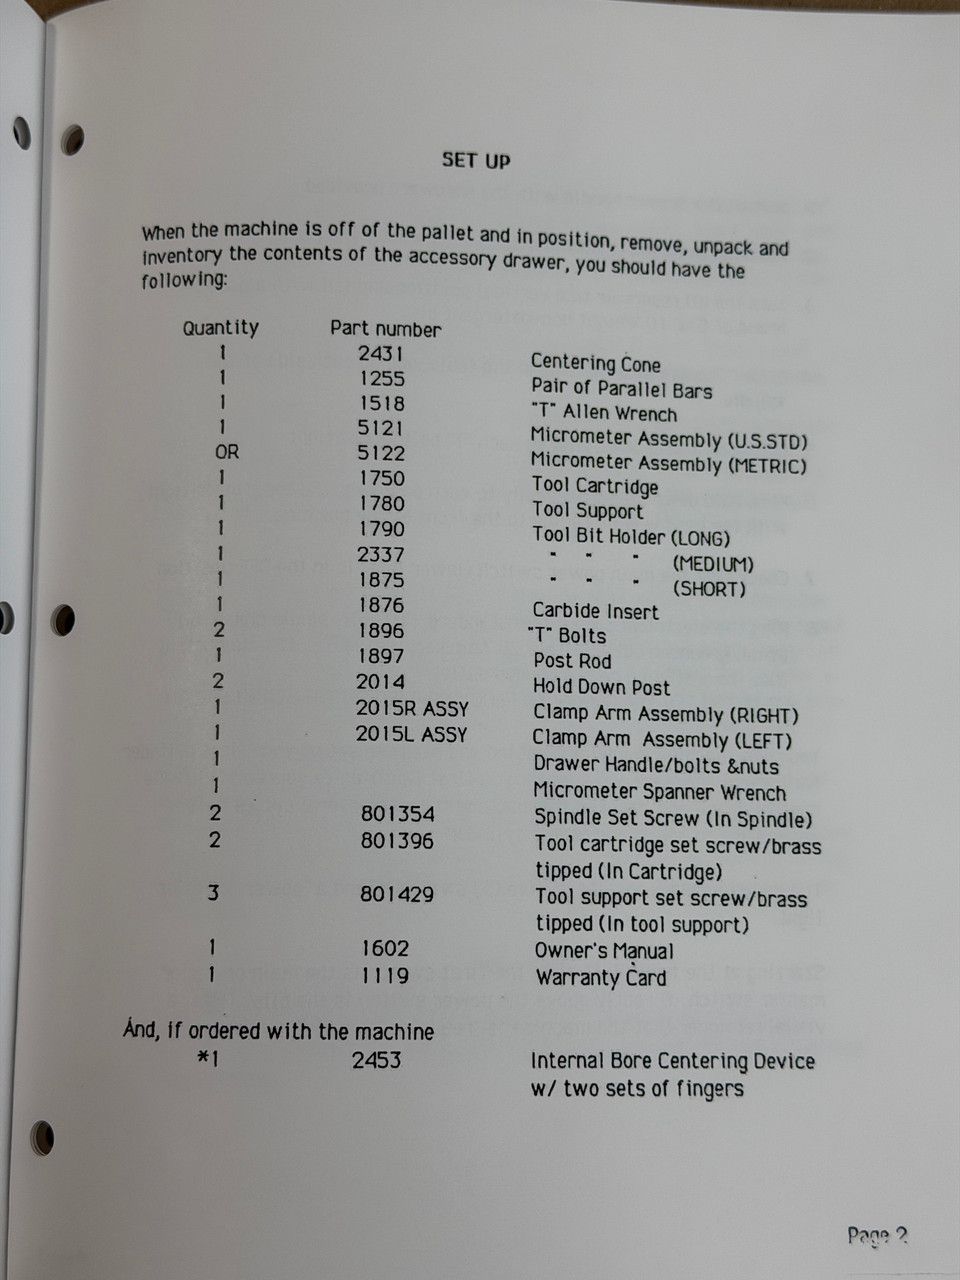 SET UP
When the machine is off of the pallet and in position, remove, unpack and
inventory the contents of the accessory drawer, you should have the
following:
Quantity Part number
1 2431 Centering Cone
1 1255 Pair of Parallel Bars
1 1518 "T" Allen Wrench
1 5121 Micrometer Assembly (U.S.STD)
OR 5122 Micrometer Assembly (METRIC)
1 1750 Tool Cartridge
1 1780 Tool Support
1 1790 Tool Bit Holder (LONG)
1 2337 " " " (MEDIUM)
1 1875 " " " (SHORT)
1 1876 Carbide Insert
2 1896 "T" Bolts
1 1897 Post Rod
2 2014 Hold Down Post
1 2015R ASSY Clamp Arm Assembly (RIGHT)
1 2015L ASSY Clamp Arm Assembly (LEFT)
1 Drawer Handle/bolts &nuts
1 Micrometer Spanner Wrench
2 801354 Spindle Set Screw (In Spindle)
2 801396 Tool cartridge set screw/brass
tipped (In Cartridge)
3 801429 Tool support set screw/brass
tipped (In tool support)
1 1602 Owner's Manual
1 1119 Warranty Card
And, if ordered with the machine
*1 2453 Internal Bore Centering Device
w/ two sets of fingers
Page 2